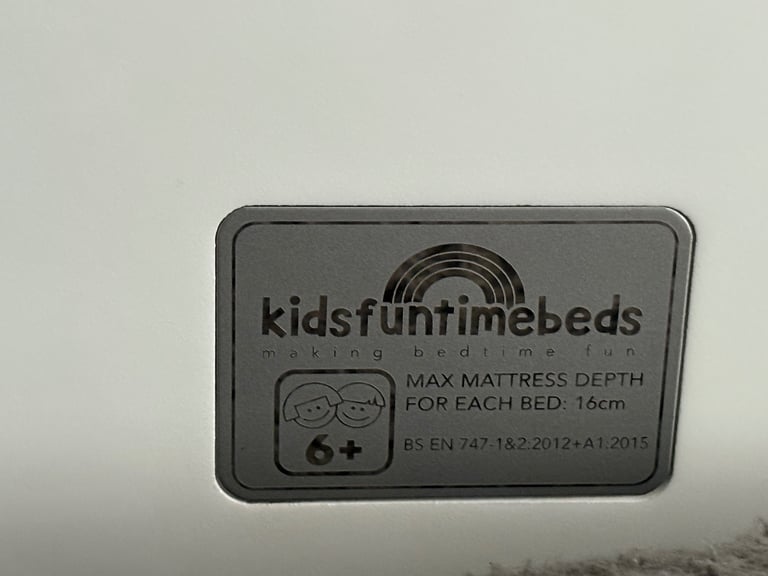 kidsfuntimebeds
making bedtime fun
MAX MATTRESS DEPTH
FOR EACH BED: 16cm
6+
BS EN 747-1&2:2012+A1:2015